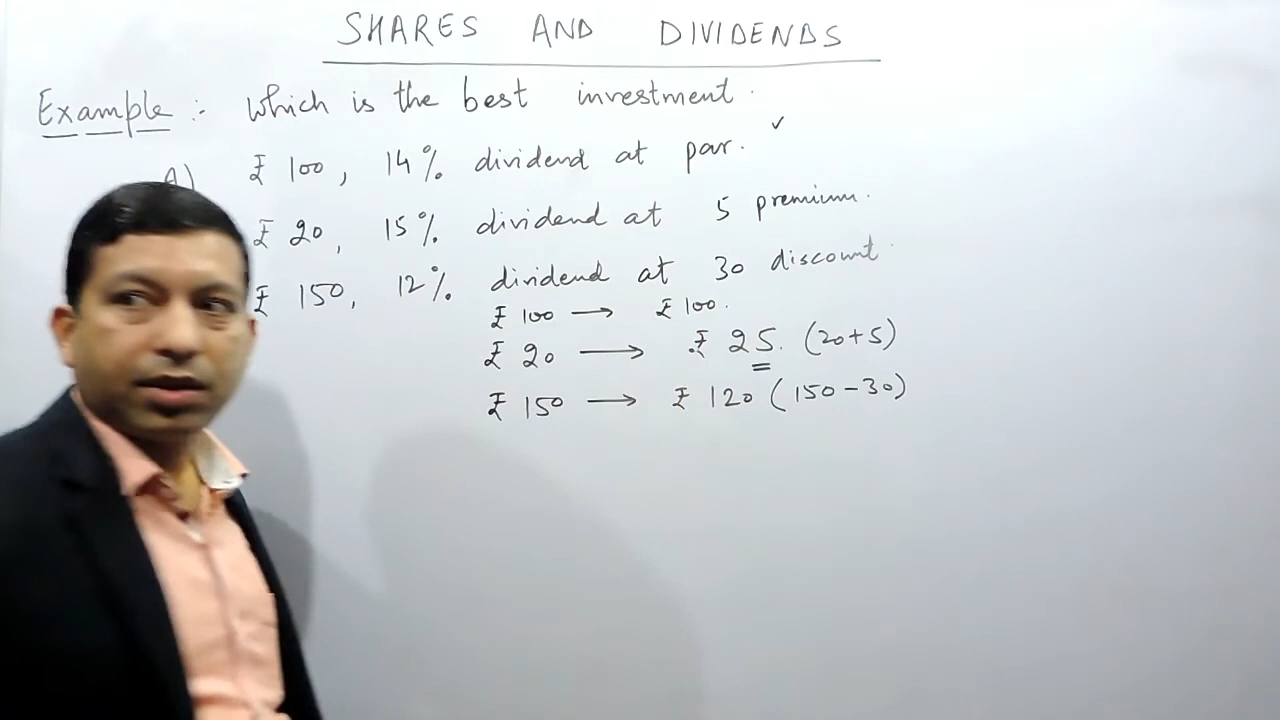 SHARES AND DIVIDENDS
Example :- Which is the best investment.
A) ₹ 100, 14% dividend at par. ✓
₹ 20, 15% dividend at 5 premium.
₹ 150, 12% dividend at 30 discount.
₹ 100 → ₹ 100.
₹ 20 → ₹ 25. (20+5)
₹ 150 → ₹ 120 (150-30)